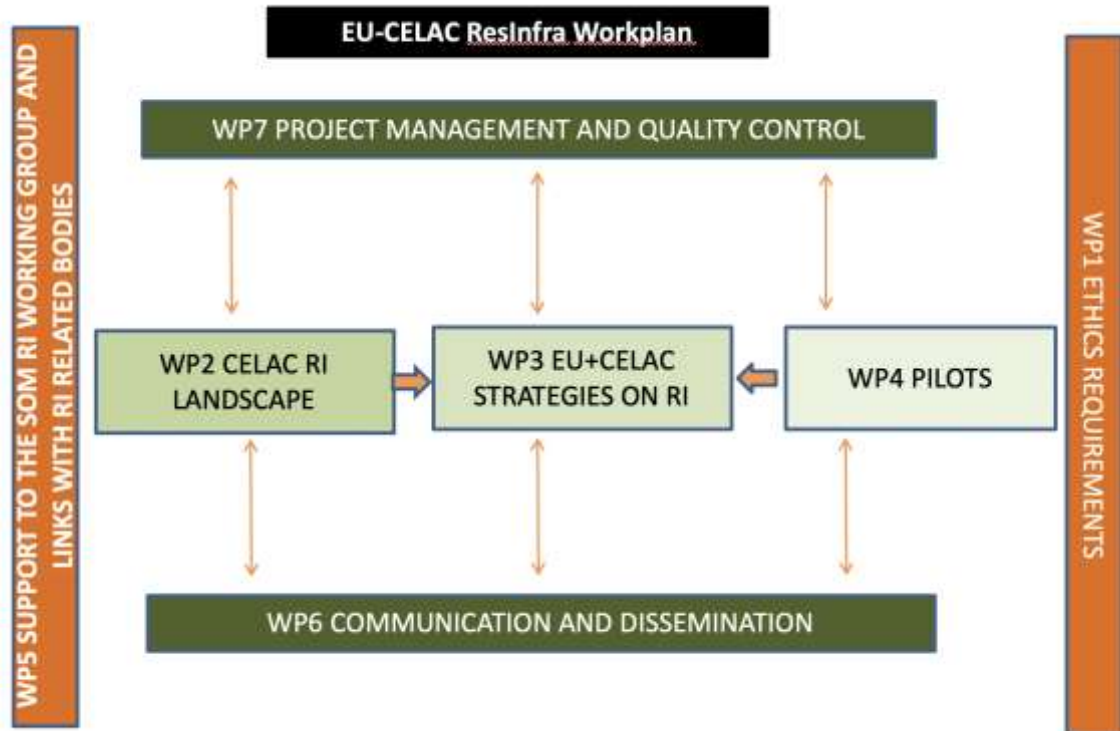 EU-CELAC ResInfra Workplan
WP5 SUPPORT TO THE SOM RI WORKING GROUP AND
LINKS WITH RI RELATED BODIES
WP7 PROJECT MANAGEMENT AND QUALITY CONTROL
WP2 CELAC RI
LANDSCAPE
WP3 EU+CELAC
STRATEGIES ON RI
WP4 PILOTS
WP1 ETHICS REQUIREMENTS
WP6 COMMUNICATION AND DISSEMINATION